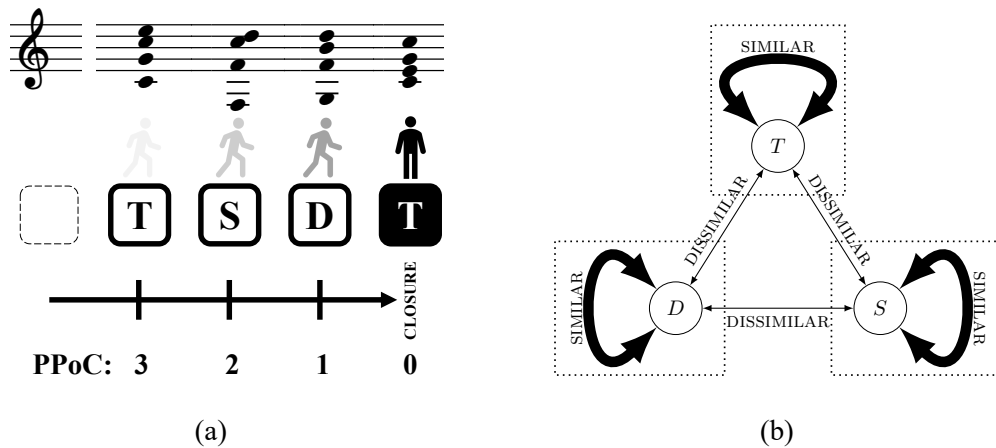 T S D T
CLOSURE
PPoC: 3 2 1 0
(a)
SIMILAR
T
DISSIMILAR
DISSIMILAR
SIMILAR
D
DISSIMILAR
S
SIMILAR
(b)